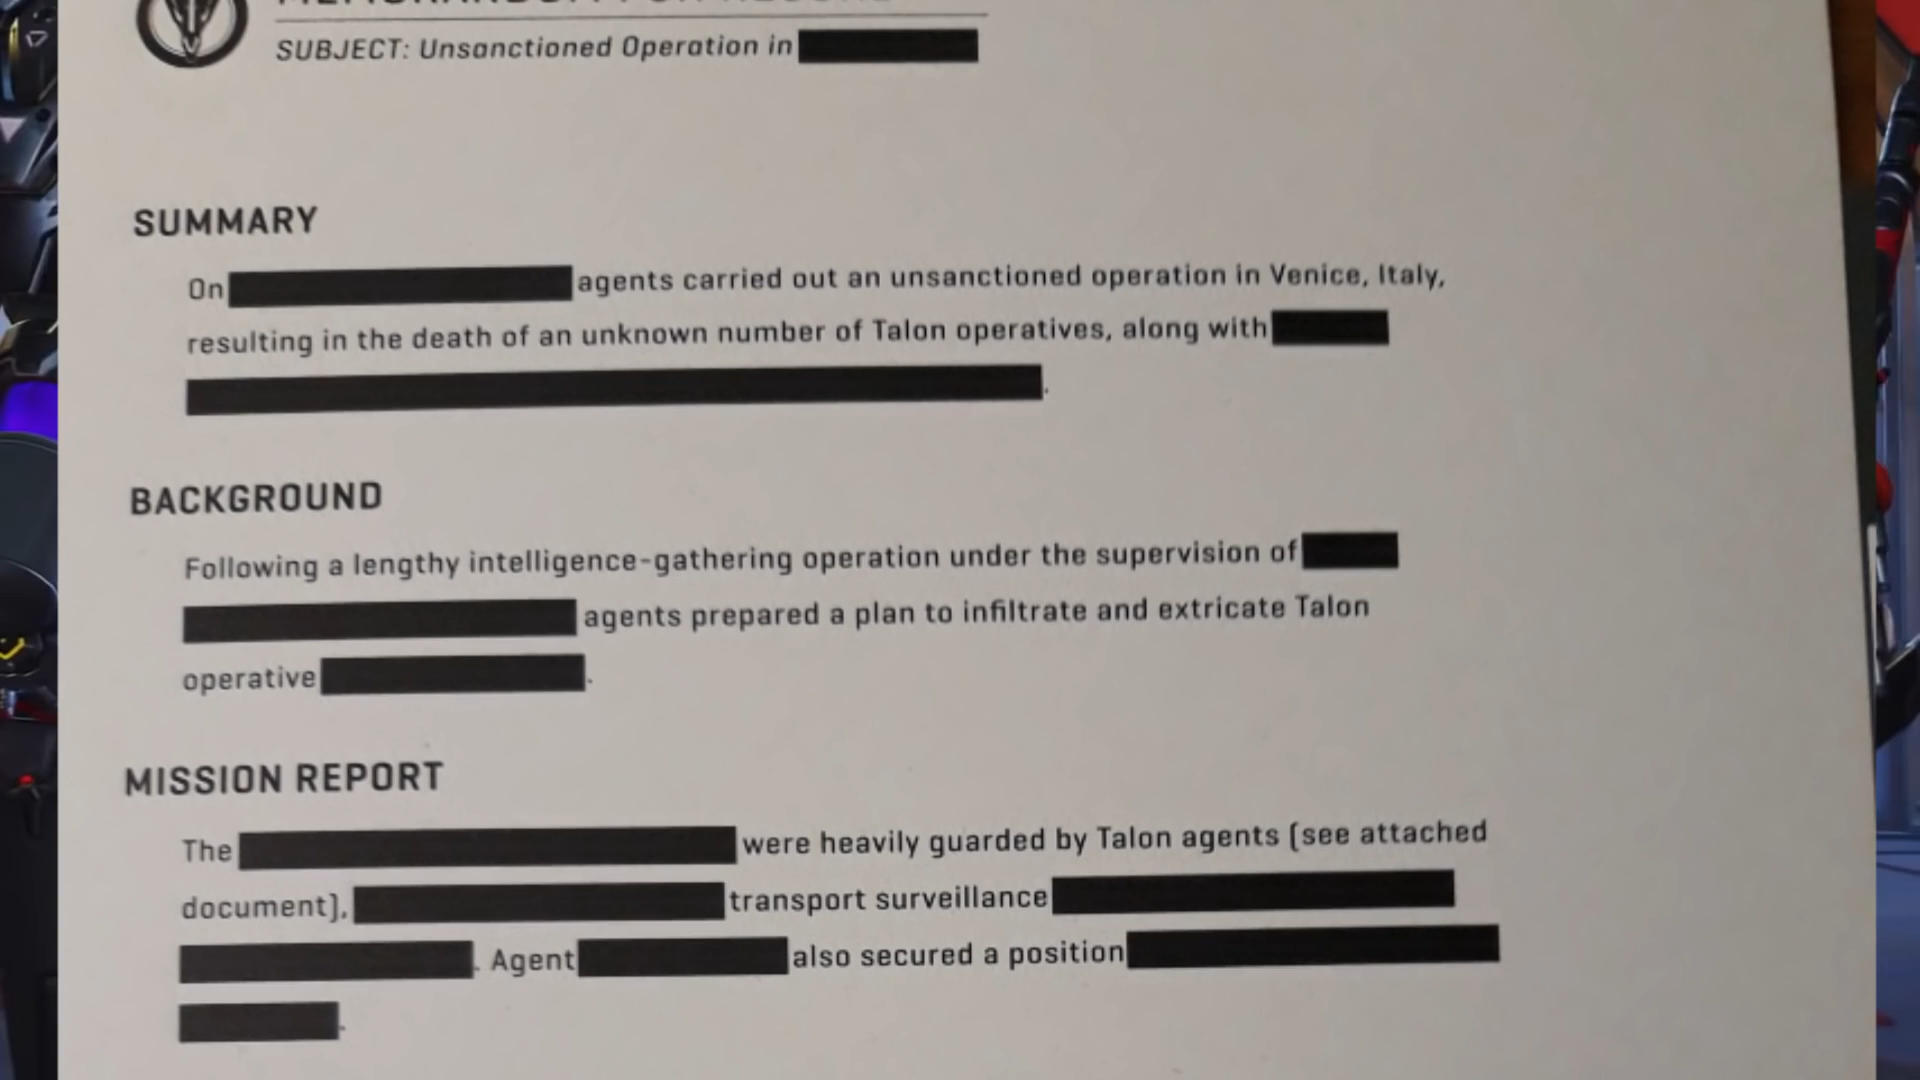 MEMORANDUM FOR RECORD
SUBJECT: Unsanctioned Operation in
SUMMARY
On agents carried out an unsanctioned operation in Venice, Italy,
resulting in the death of an unknown number of Talon operatives, along with
.
BACKGROUND
Following a lengthy intelligence-gathering operation under the supervision of
agents prepared a plan to infiltrate and extricate Talon
operative .
MISSION REPORT
The were heavily guarded by Talon agents (see attached
document), transport surveillance
. Agent also secured a position
.